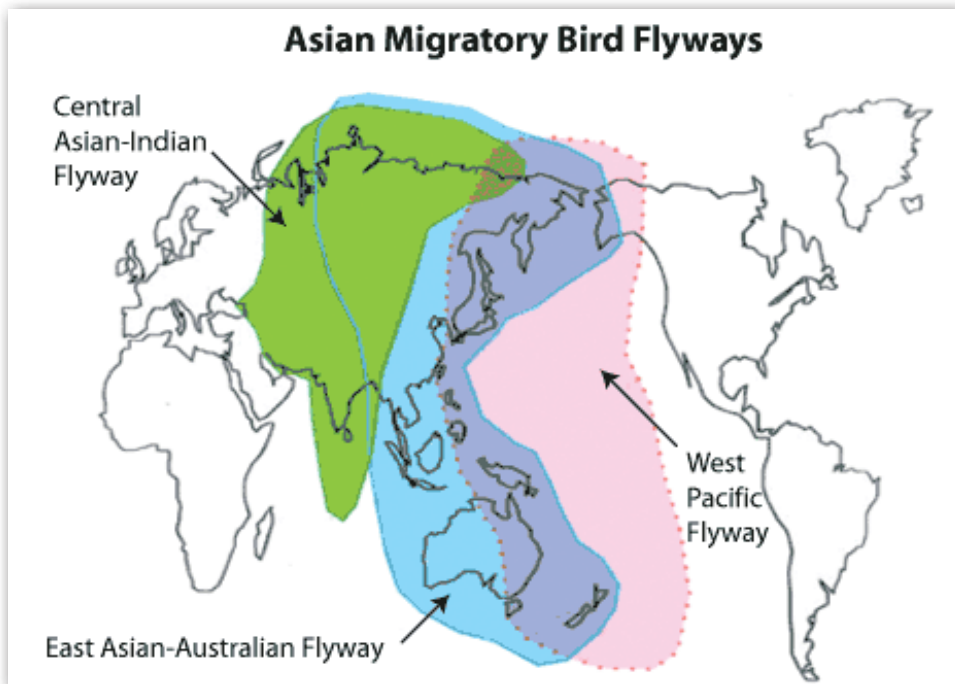 Asian Migratory Bird Flyways
Central
Asian-Indian
Flyway
West
Pacific
Flyway
East Asian-Australian Flyway